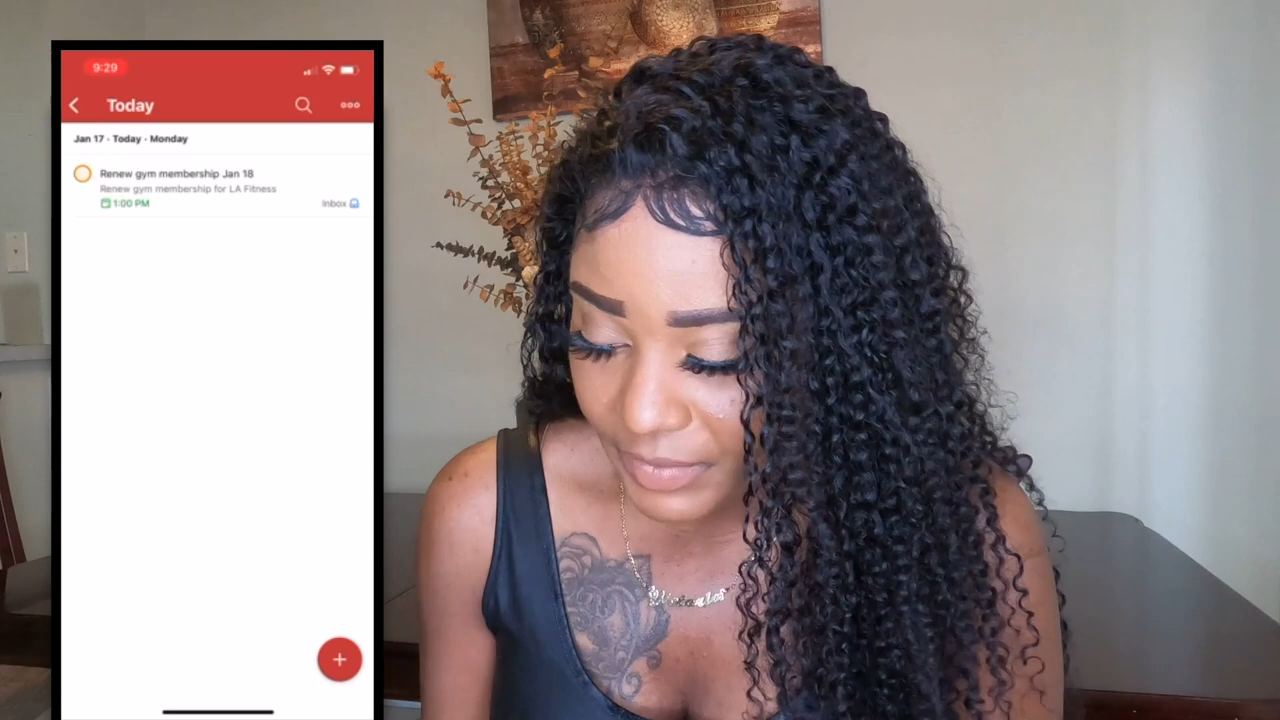 9:29
Today
Jan 17 · Today · Monday
Renew gym membership Jan 18
Renew gym membership for LA Fitness
1:00 PM
Inbox